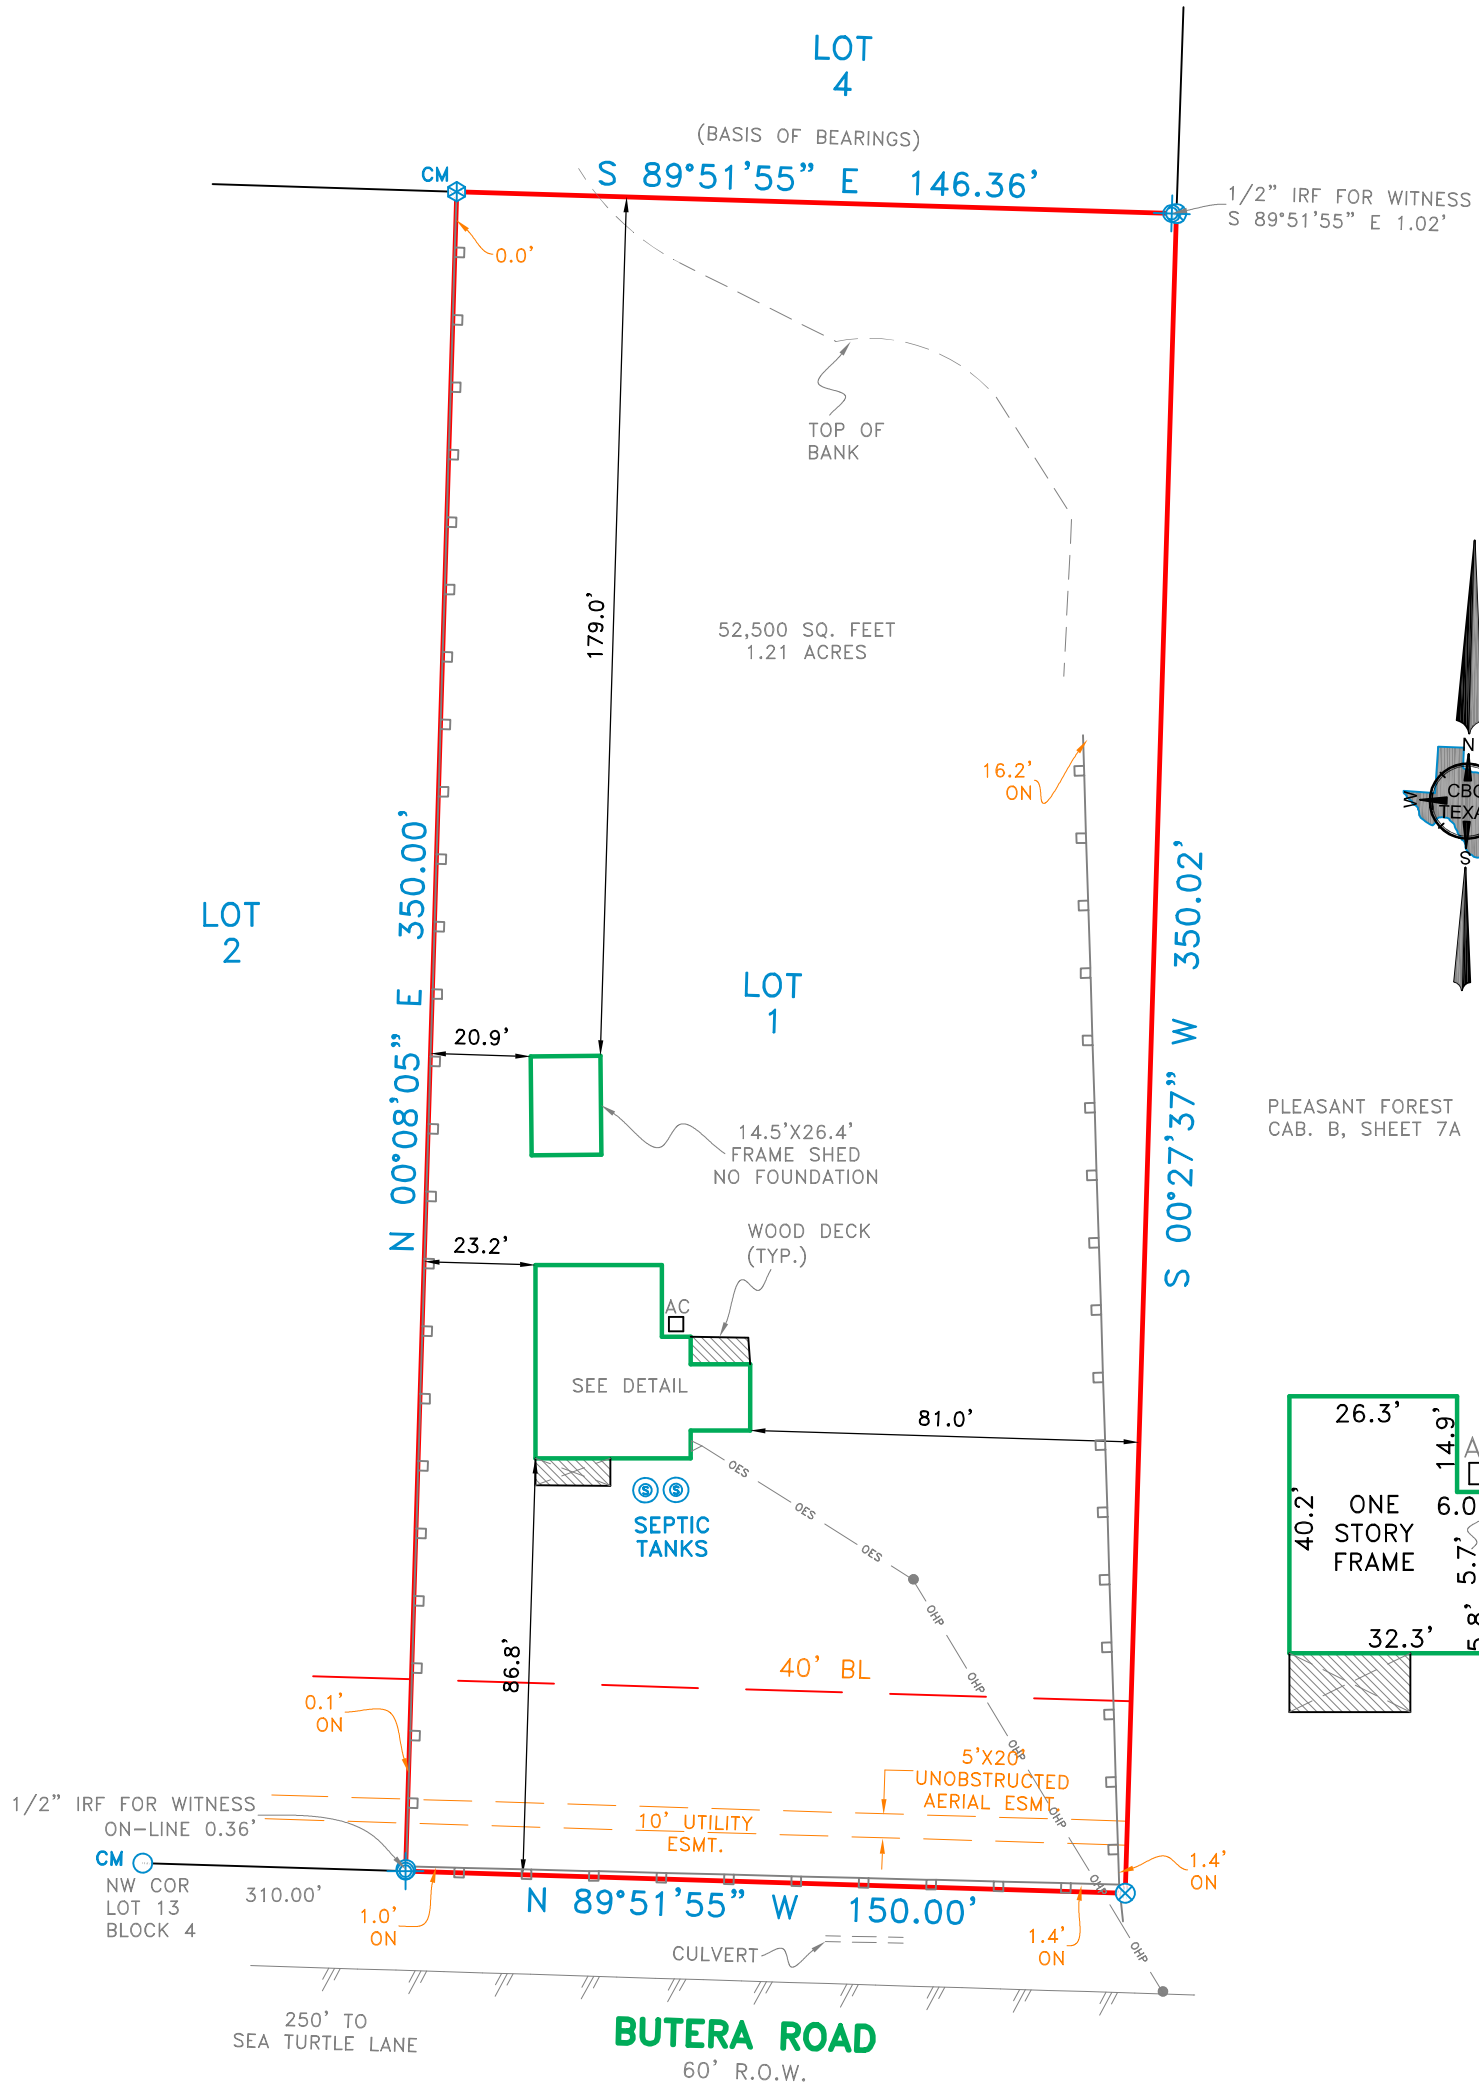 LOT
4
(BASIS OF BEARINGS)
S 89°51'55" E 146.36'
CM
1/2" IRF FOR WITNESS
S 89°51'55" E 1.02'
0.0'
TOP OF
BANK
179.0'
52,500 SQ. FEET
1.21 ACRES
16.2'
ON
N
W
S
N 00°08'05" E 350.00'
S 00°27'37" W 350.02'
LOT
2
LOT
1
20.9'
14.5'X26.4'
FRAME SHED
NO FOUNDATION
PLEASANT FOREST
CAB. B, SHEET 7A
23.2'
WOOD DECK
(TYP.)
AC
SEE DETAIL
81.0'
S S
SEPTIC
TANKS
OES
OES
OES
OHP
OHP
OHP
OHP
OHP
OHP
26.3'
14.9'
6.0
40.2'
ONE
STORY
FRAME
5.7'
5.8'
32.3'
86.8'
40' BL
0.1'
ON
5'X20'
UNOBSTRUCTED
AERIAL ESMT.
10' UTILITY
ESMT.
1/2" IRF FOR WITNESS
ON-LINE 0.36'
CM
NW COR
LOT 13
BLOCK 4
310.00'
1.0'
ON
N 89°51'55" W 150.00'
1.4'
ON
1.4'
ON
CULVERT
250' TO
SEA TURTLE LANE
BUTERA ROAD
60' R.O.W.